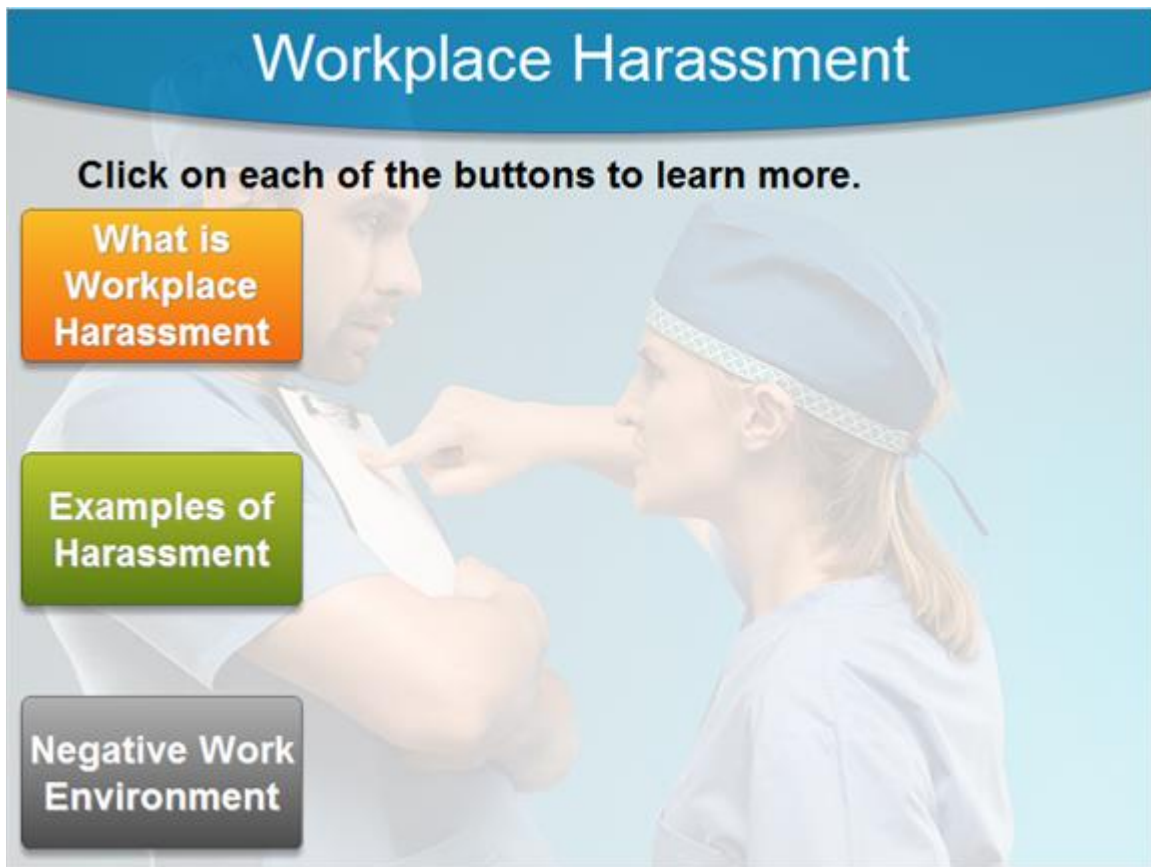 Workplace Harassment
Click on each of the buttons to learn more.
What is
Workplace
Harassment
Examples of
Harassment
Negative Work
Environment